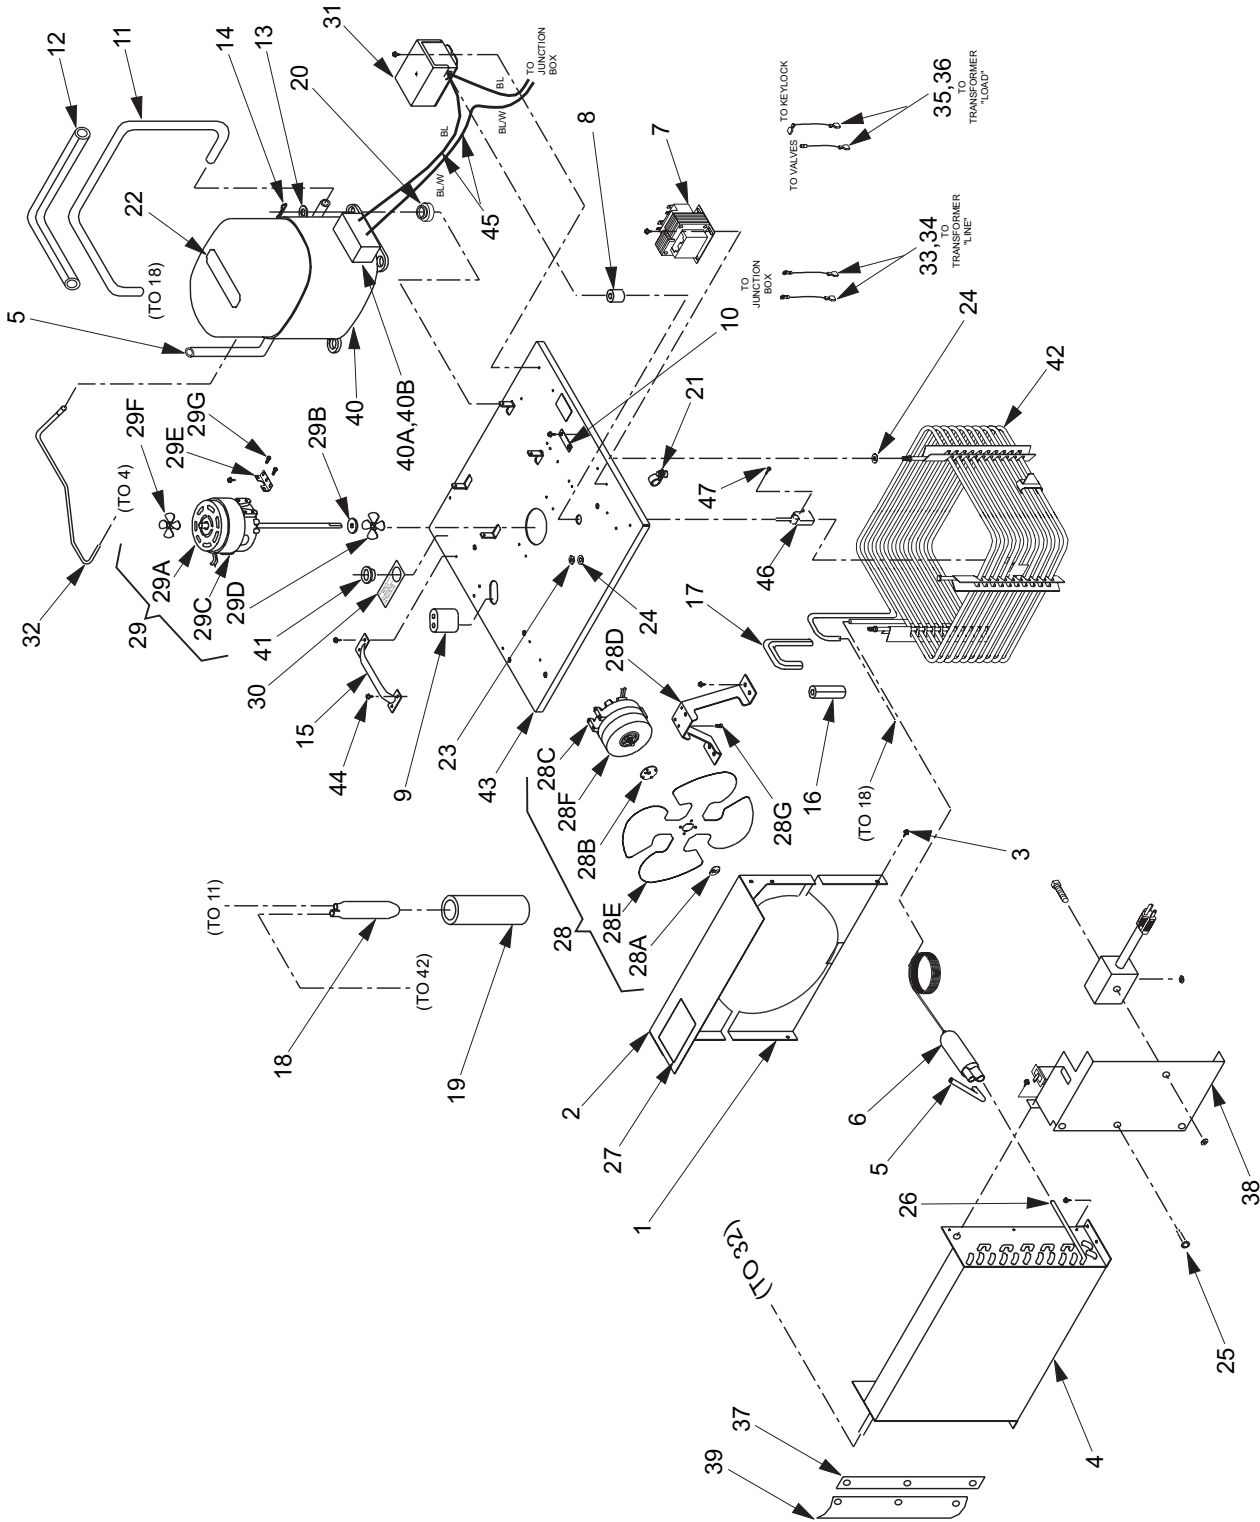 12
11
14
13
20
31
BL
TO
JUNCTION
BOX
BL
BL/W
BL/W
45
22
(TO 18)
5
40
40A,40B
8
7
TO KEYLOCK
TO VALVES
35,36
TO
TRANSFORMER
"LOAD"
TO
JUNCTION
BOX
33,34
TO
TRANSFORMER
"LINE"
10
21
24
42
47
46
29F
29E
29G
29B
(TO 4)
32
29A
29C
29D
29
41
30
15
44
9
23
43
24
17
16
(TO 18)
28D
28C
28F
28B
28G
28E
28A
28
3
(TO 11)
18
(TO 42)
19
2
27
1
6
5
26
38
25
4
(TO 32)
37
39